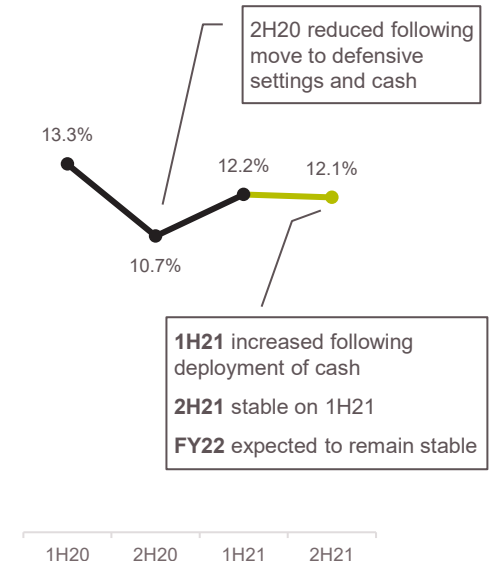 2H20 reduced following
move to defensive
settings and cash
13.3%
12.2%
12.1%
10.7%
1H21 increased following
deployment of cash
2H21 stable on 1H21
FY22 expected to remain stable
1H20
2H20
1H21
2H21